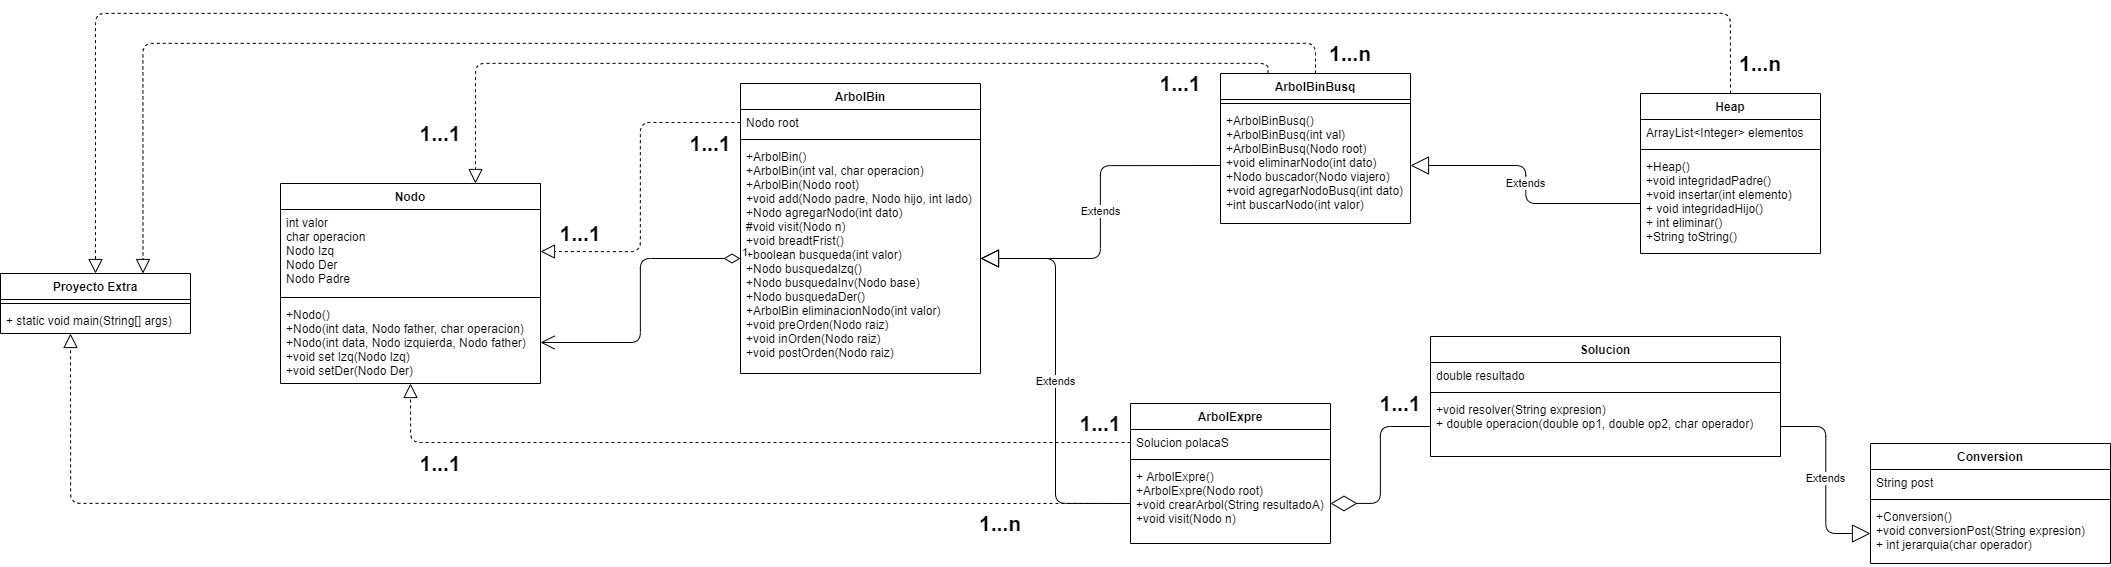 1...n
1...n
1...1
1...1
1...1
1...1
Proyecto Extra
+ static void main(String[] args)
Nodo
int valor
char operacion
Nodo Izq
Nodo Der
Nodo Padre
+Nodo()
+Nodo(int data, Nodo father, char operacion)
+Nodo(int data, Nodo izquierda, Nodo father)
+void set Izq(Nodo Izq)
+void setDer(Nodo Der)
ArbolBin
Nodo root
+ArbolBin()
+ArbolBin(int val, char operacion)
+ArbolBin(Nodo root)
+void add(Nodo padre, Nodo hijo, int lado)
+Nodo agregarNodo(int dato)
#void visit(Nodo n)
+void breadtFrist()
1
+boolean busqueda(int valor)
+Nodo busquedaIzq()
+Nodo busquedaInv(Nodo base)
+Nodo busquedaDer()
+ArbolBin eliminacionNodo(int valor)
+void preOrden(Nodo raiz)
+void inOrden(Nodo raiz)
+void postOrden(Nodo raiz)
Extends
ArbolBinBusq
+ArbolBinBusq()
+ArbolBinBusq(int val)
+ArbolBinBusq(Nodo root)
+void eliminarNodo(int dato)
+Nodo buscador(Nodo viajero)
+void agregarNodoBusq(int dato)
+int buscarNodo(int valor)
Extends
Heap
ArrayList<Integer> elementos
+Heap()
+void integridadPadre()
+void insertar(int elemento)
+ void integridadHijo()
+ int eliminar()
+String toString()
Extends
1...1
1...1
1...n
ArbolExpre
Solucion polacaS
+ ArbolExpre()
+ArbolExpre(Nodo root)
+void crearArbol(String resultadoA)
+void visit(Nodo n)
1...1
Solucion
double resultado
+void resolver(String expresion)
+ double operacion(double op1, double op2, char operador)
Extends
Conversion
String post
+Conversion()
+void conversionPost(String expresion)
+ int jerarquia(char operador)